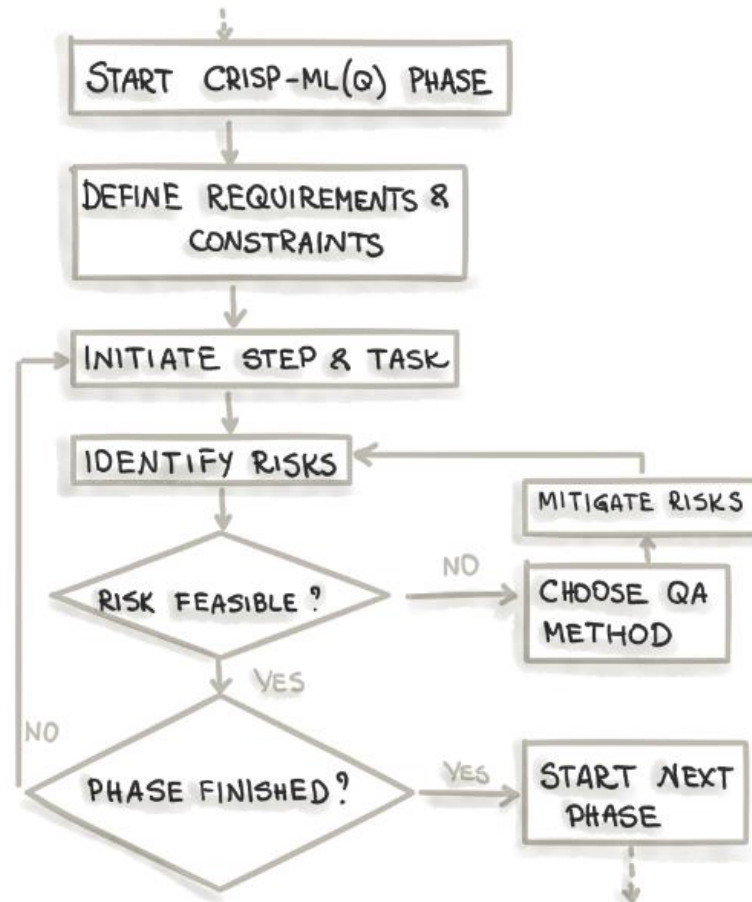 START CRISP-ML(Q) PHASE
DEFINE REQUIREMENTS &
CONSTRAINTS
INITIATE STEP & TASK
IDENTIFY RISKS
MITIGATE RISKS
RISK FEASIBLE?
NO
CHOOSE QA
METHOD
YES
NO
PHASE FINISHED?
YES
START NEXT
PHASE